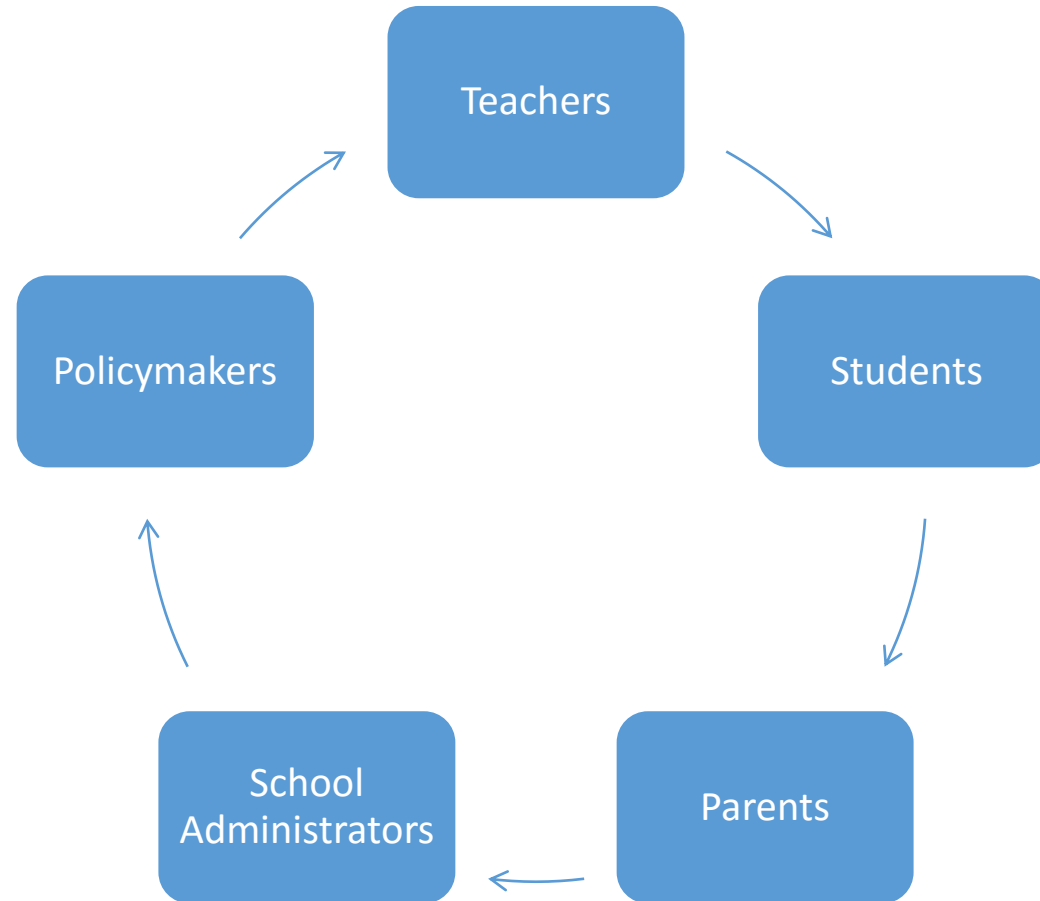 Teachers
Students
Parents
School
Administrators
Policymakers